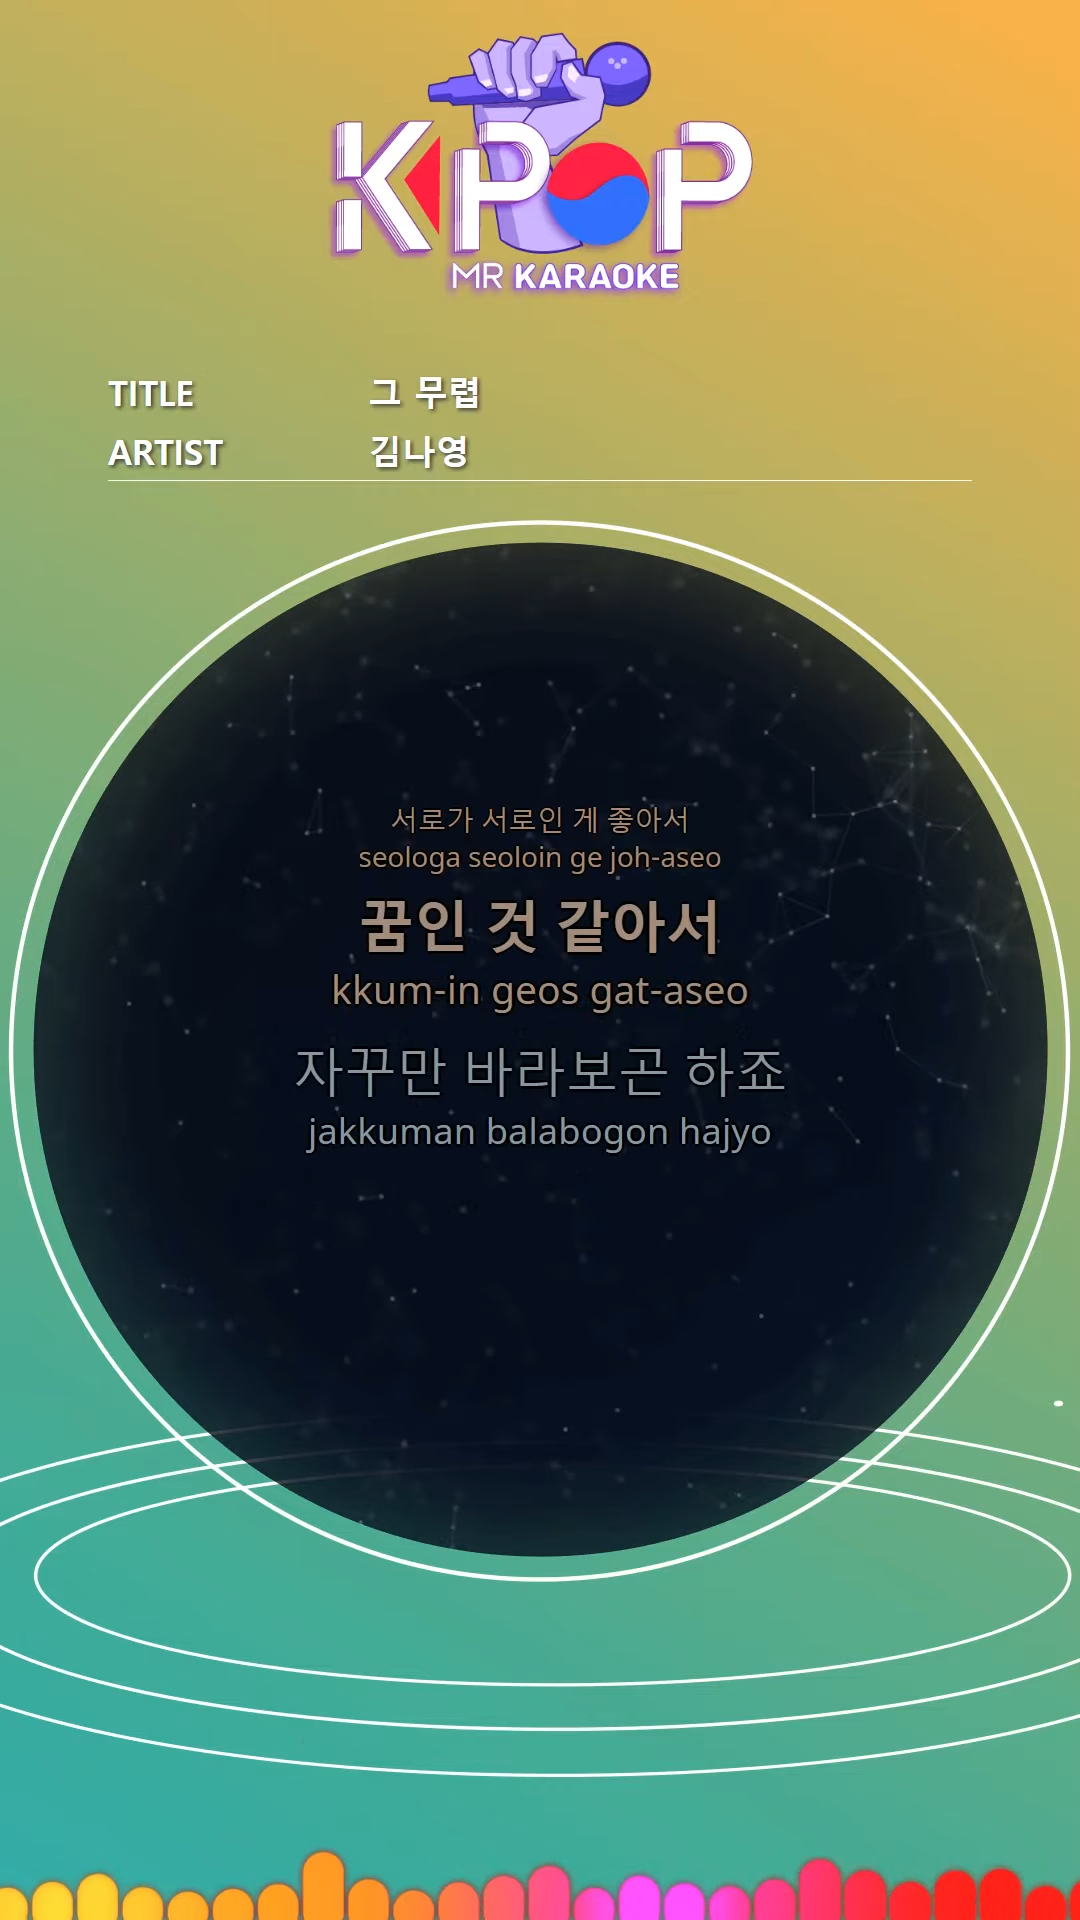 KPOP
MR KARAOKE
TITLE 그 무렵
ARTIST 김나영
서로가 서로인 게 좋아서
seologa seoloin ge joh-aseo
꿈인 것 같아서
kkum-in geos gat-aseo
자꾸만 바라보곤 하죠
jakkuman balabogon hajyo